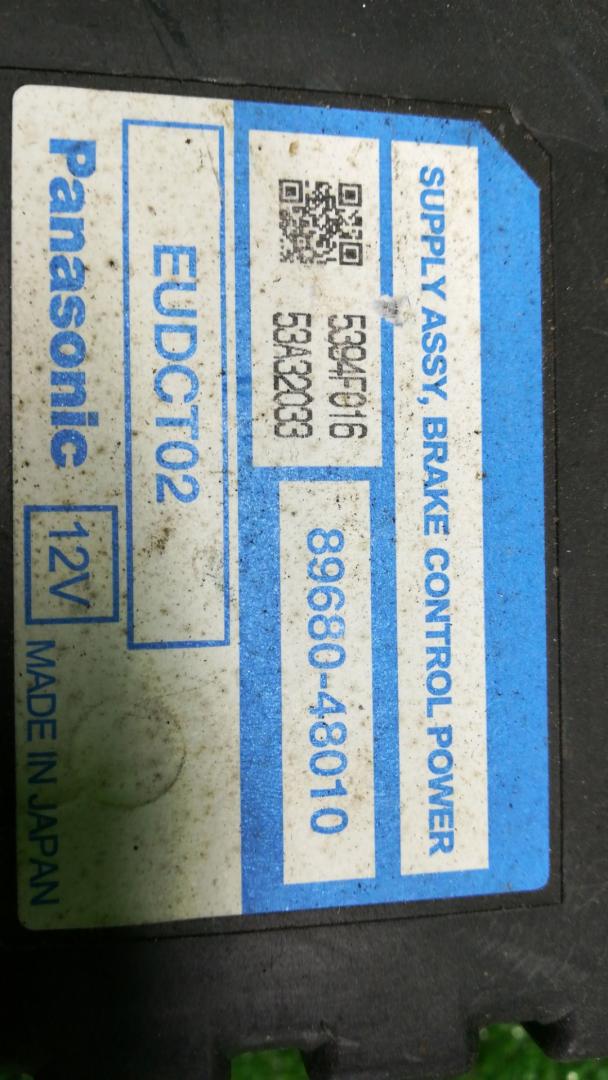 SUPPLY ASSY, BRAKE CONTROL POWER
5394F016
53A32033
89680-48010
EUDCT02
Panasonic
12V
MADE IN JAPAN